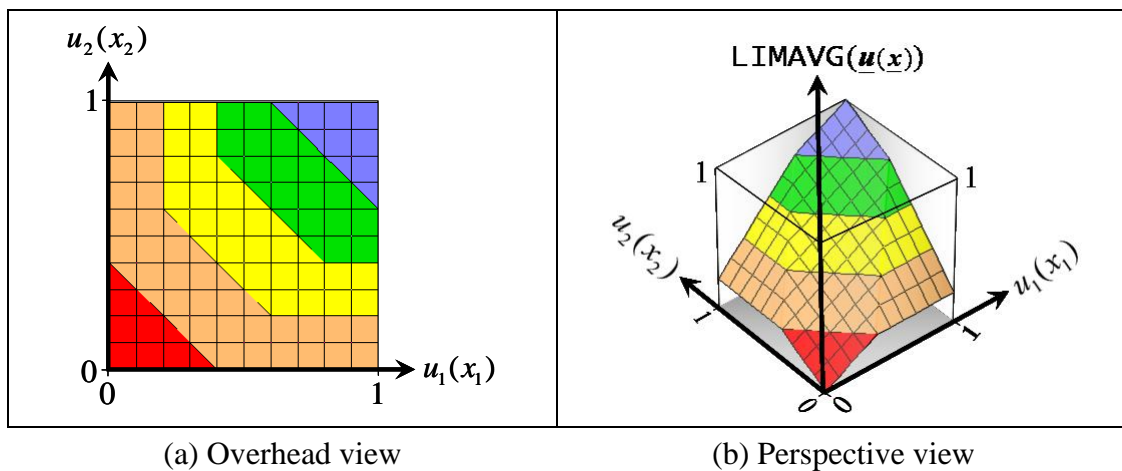 u₂(x₂)
1
0
0
1
u₁(x₁)
LIMAVG(u(x))
1
1
u₂(x₂)
u₁(x₁)
1
1
0
0
(a) Overhead view
(b) Perspective view